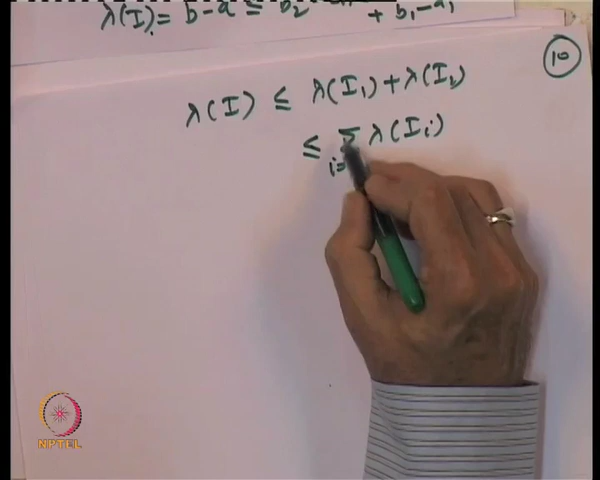 λ(I) = b-a ≤ b₂ + b₁-a₁
10
λ(I) ≤ λ(I₁)+λ(I₂)
≤ Σ λ(Iᵢ)
i=
NPTEL